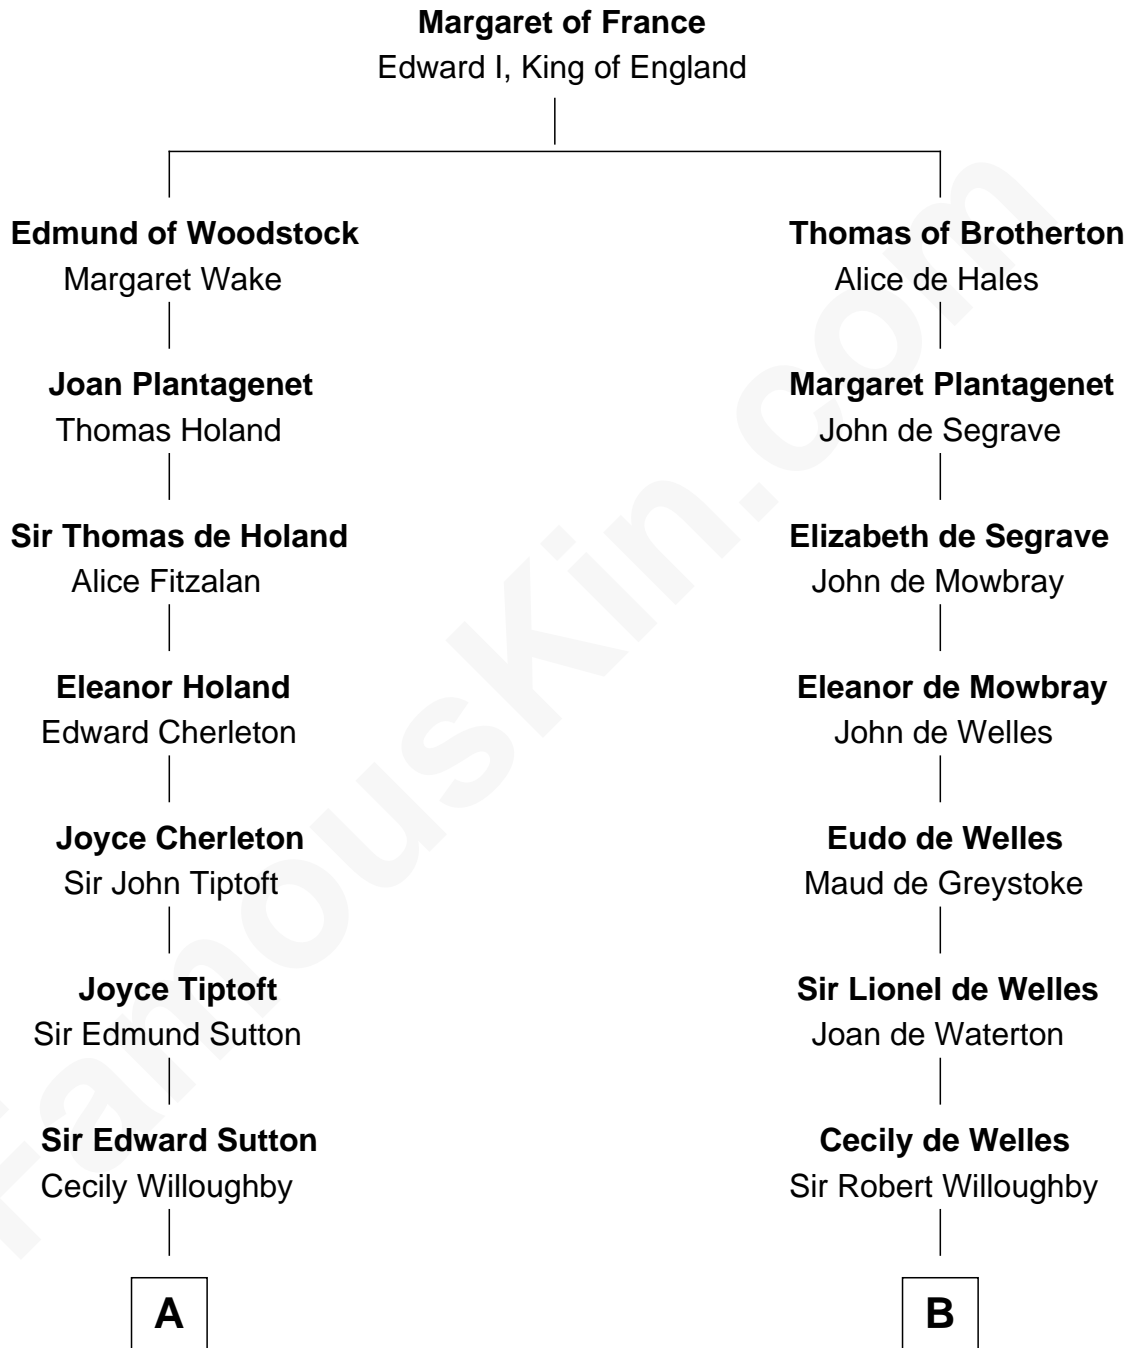 Margaret of France
Edward I, King of England
Edmund of Woodstock
Margaret Wake
Thomas of Brotherton
Alice de Hales
Joan Plantagenet
Thomas Holand
Margaret Plantagenet
John de Segrave
Sir Thomas de Holand
Alice Fitzalan
Elizabeth de Segrave
John de Mowbray
Eleanor Holand
Edward Cherleton
Eleanor de Mowbray
John de Welles
Joyce Cherleton
Sir John Tiptoft
Eudo de Welles
Maud de Greystoke
Joyce Tiptoft
Sir Edmund Sutton
Sir Lionel de Welles
Joan de Waterton
Sir Edward Sutton
Cecily Willoughby
Cecily de Welles
Sir Robert Willoughby
A
B
FamousKin.com